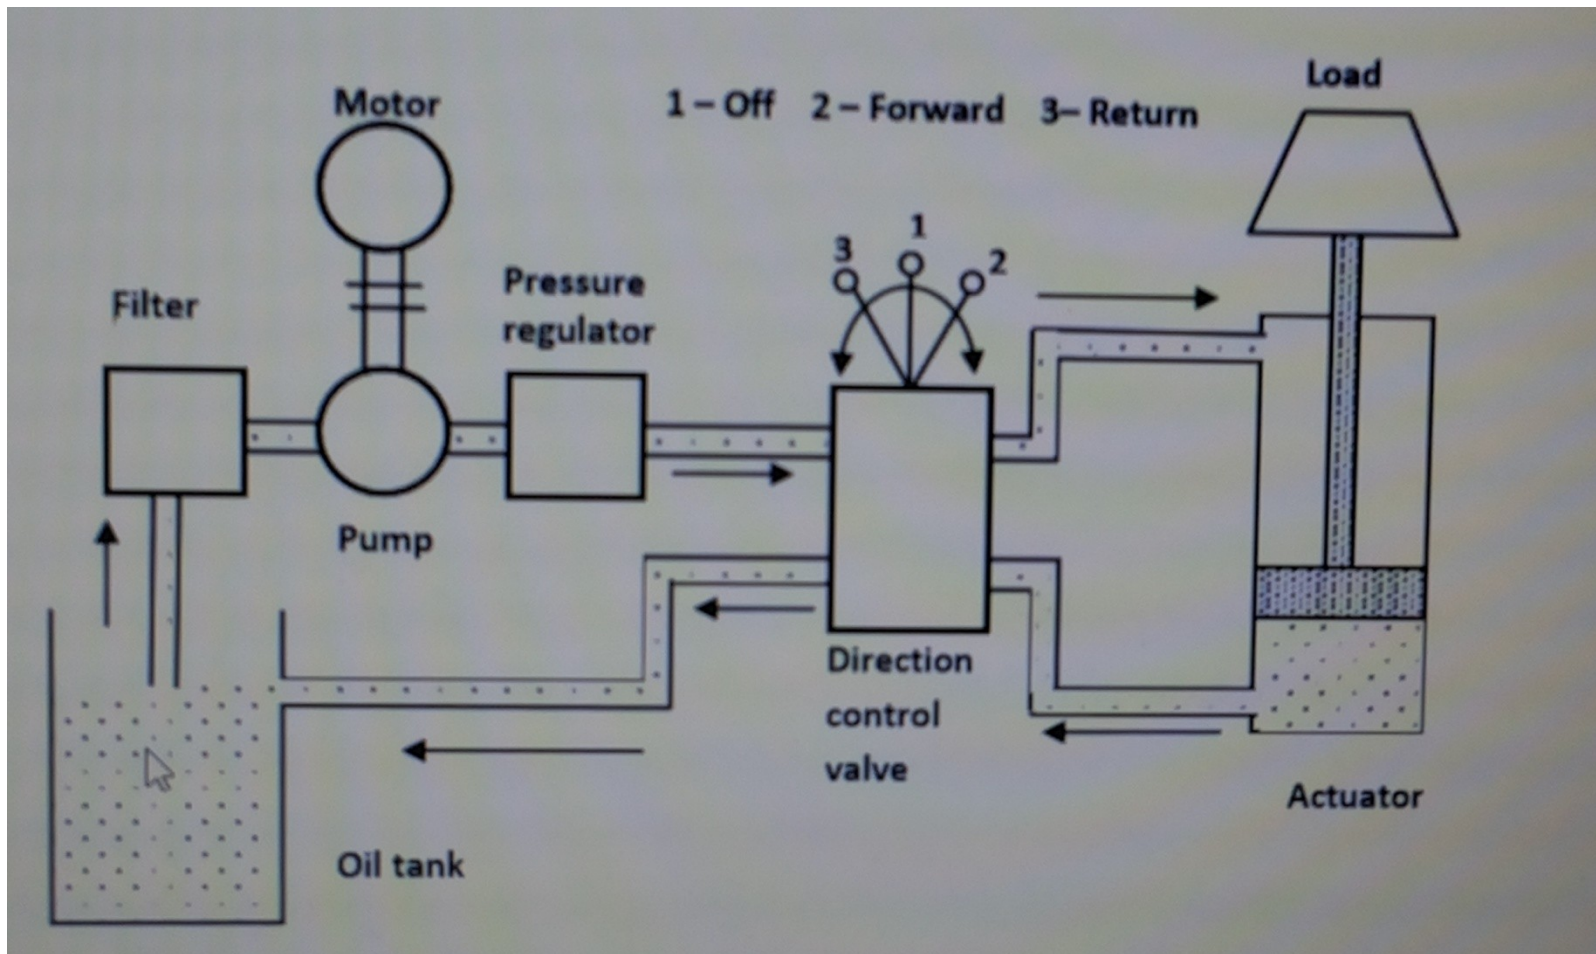 Motor
1 – Off 2 – Forward 3– Return
Load
3
1
2
Filter
Pressure
regulator
Pump
Direction
control
valve
Actuator
Oil tank